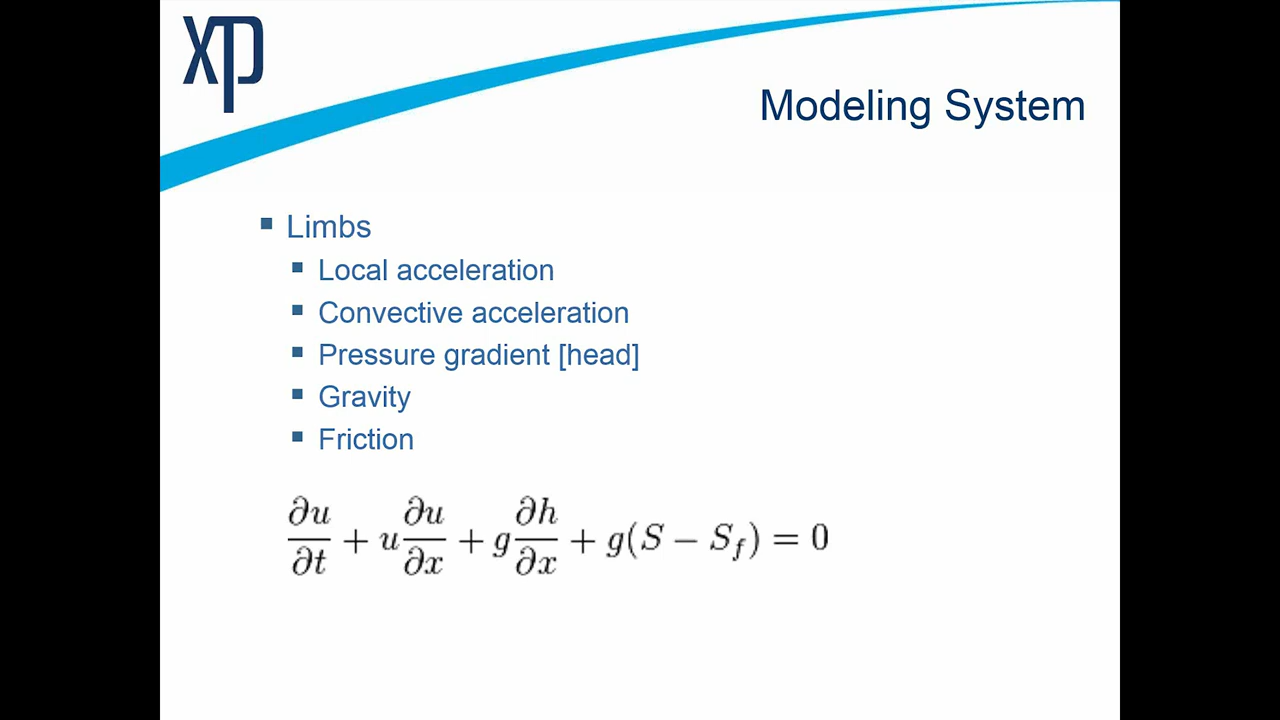 xp
Modeling System
Limbs
Local acceleration
Convective acceleration
Pressure gradient [head]
Gravity
Friction
∂u/∂t + u ∂u/∂x + g ∂h/∂x + g(S − S_f) = 0